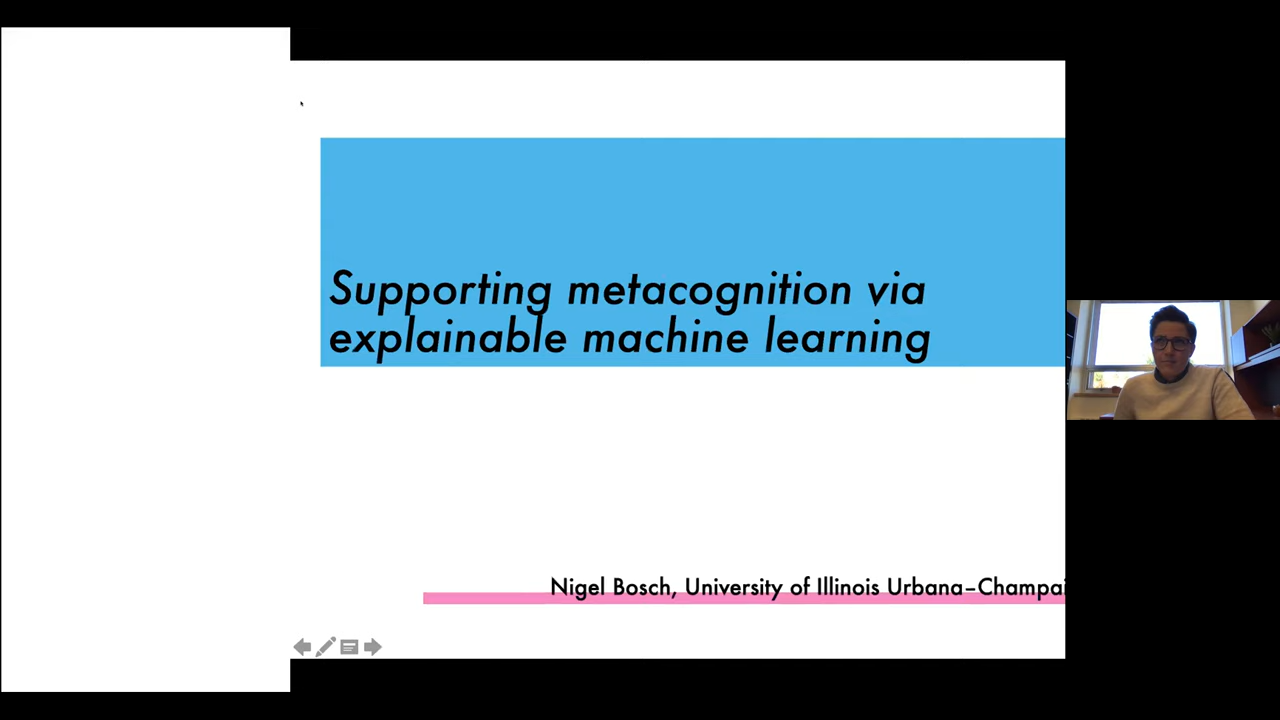 Supporting metacognition via
explainable machine learning
Nigel Bosch, University of Illinois Urbana–Champai